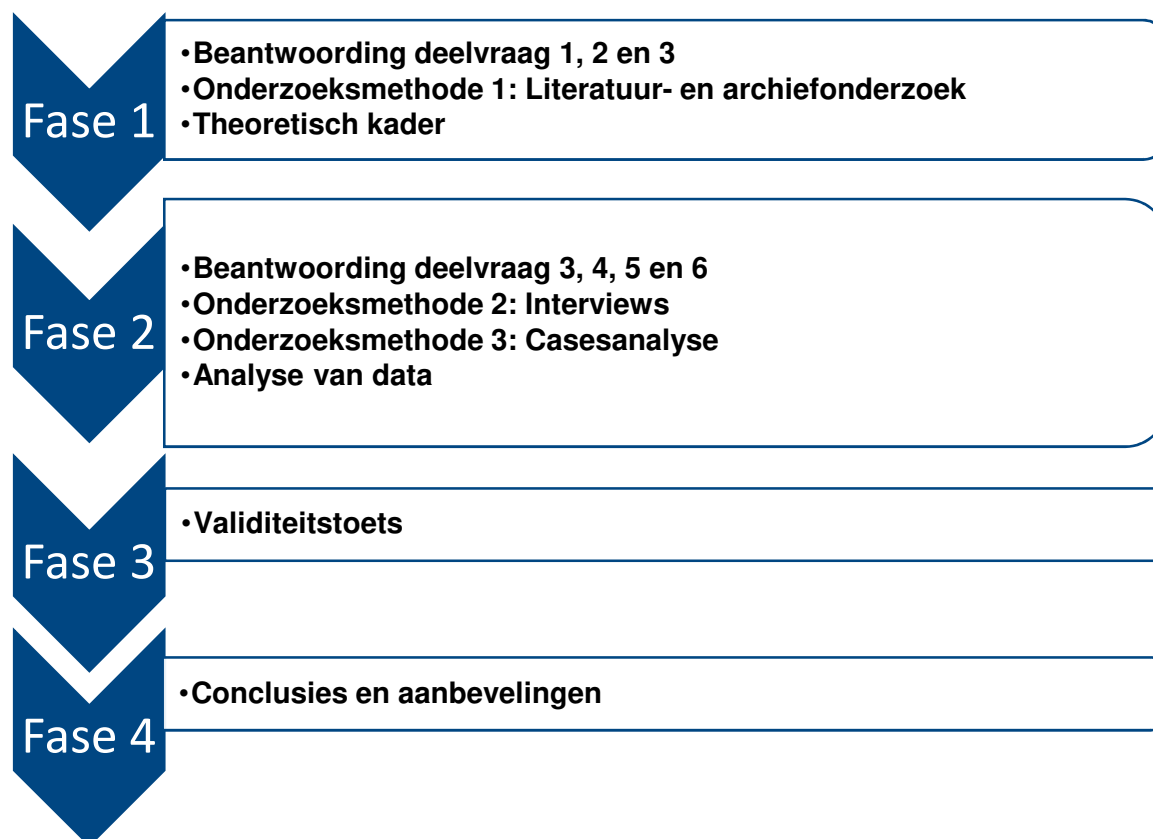 Fase 1
•Beantwoording deelvraag 1, 2 en 3
•Onderzoeksmethode 1: Literatuur- en archiefonderzoek
•Theoretisch kader
Fase 2
•Beantwoording deelvraag 3, 4, 5 en 6
•Onderzoeksmethode 2: Interviews
•Onderzoeksmethode 3: Casesanalyse
•Analyse van data
Fase 3
•Validiteitstoets
Fase 4
•Conclusies en aanbevelingen